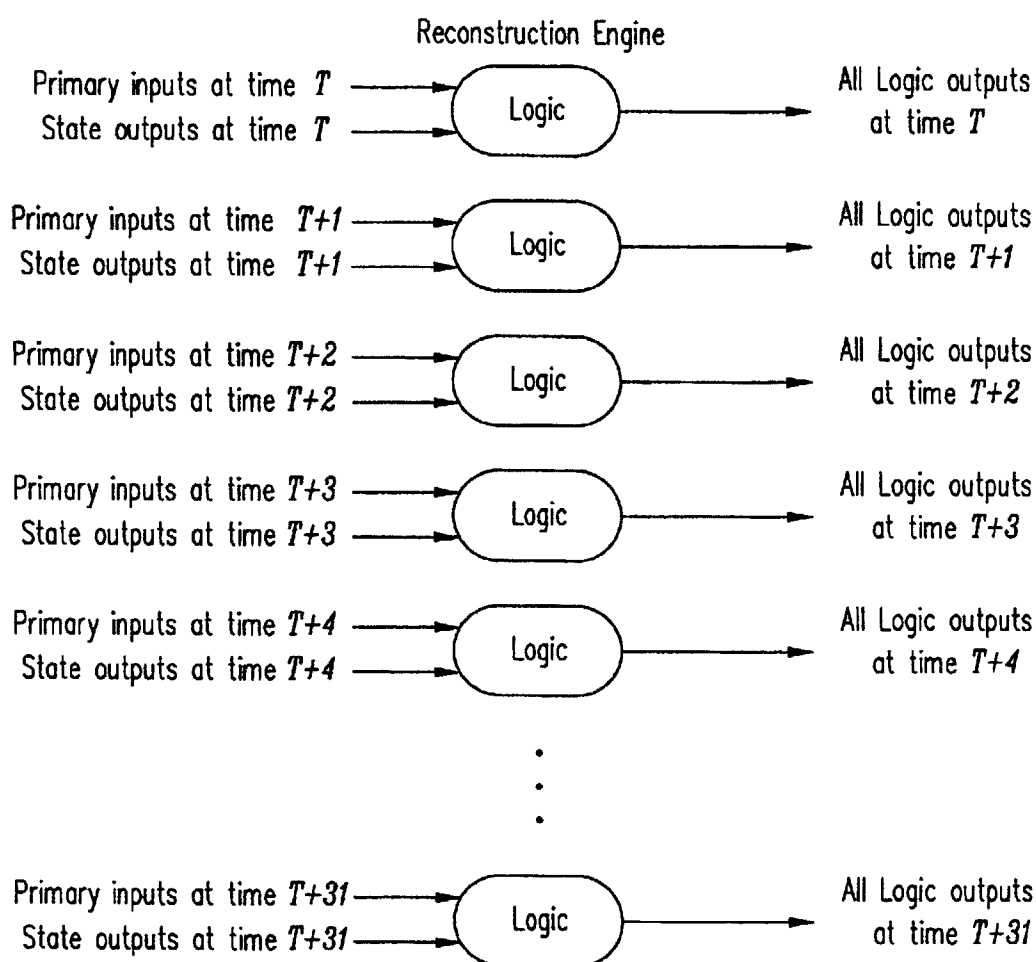 Reconstruction Engine
Primary inputs at time T
State outputs at time T
Logic
All Logic outputs
at time T
Primary inputs at time T+1
State outputs at time T+1
Logic
All Logic outputs
at time T+1
Primary inputs at time T+2
State outputs at time T+2
Logic
All Logic outputs
at time T+2
Primary inputs at time T+3
State outputs at time T+3
Logic
All Logic outputs
at time T+3
Primary inputs at time T+4
State outputs at time T+4
Logic
All Logic outputs
at time T+4
Primary inputs at time T+31
State outputs at time T+31
Logic
All Logic outputs
at time T+31